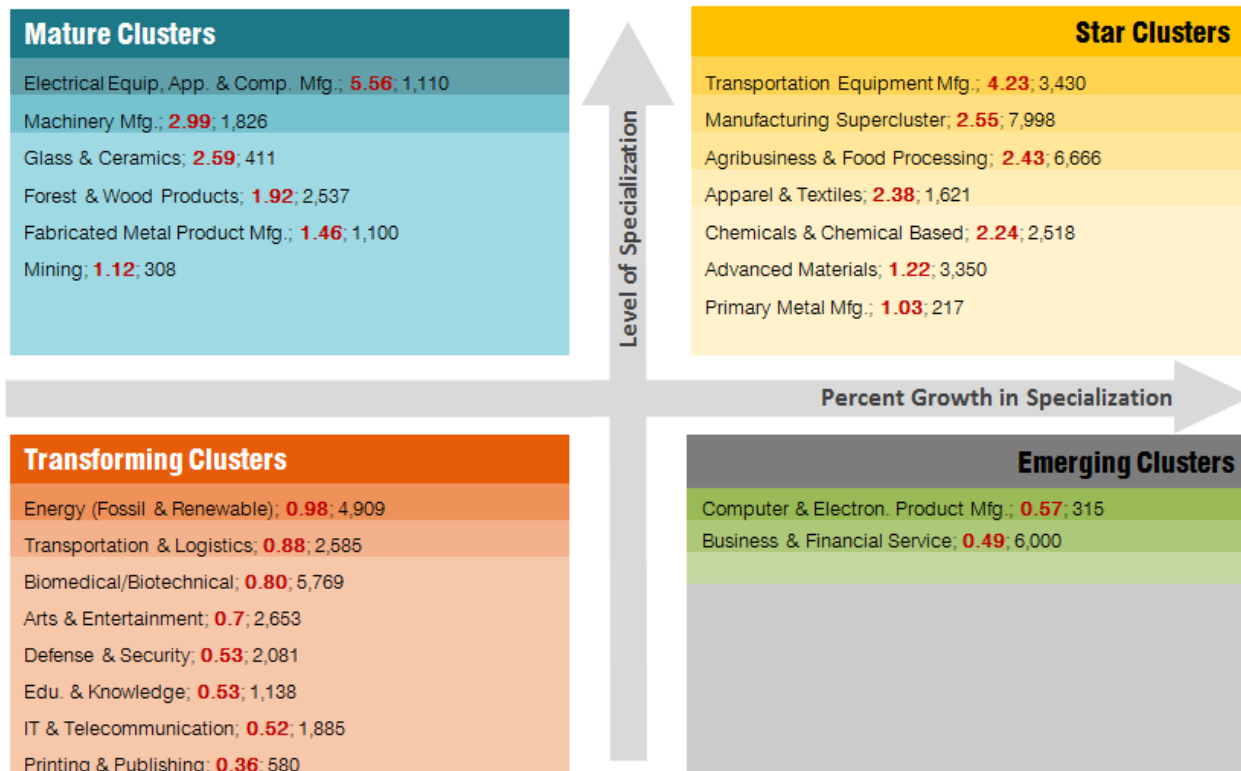 Mature Clusters
Electrical Equip, App. & Comp. Mfg.; 5.56; 1,110
Machinery Mfg.; 2.99; 1,826
Glass & Ceramics; 2.59; 411
Forest & Wood Products; 1.92; 2,537
Fabricated Metal Product Mfg.; 1.46; 1,100
Mining; 1.12; 308
Level of Specialization
Star Clusters
Transportation Equipment Mfg.; 4.23; 3,430
Manufacturing Supercluster; 2.55; 7,998
Agribusiness & Food Processing; 2.43; 6,666
Apparel & Textiles; 2.38; 1,621
Chemicals & Chemical Based; 2.24; 2,518
Advanced Materials; 1.22; 3,350
Primary Metal Mfg.; 1.03; 217
Percent Growth in Specialization
Transforming Clusters
Energy (Fossil & Renewable); 0.98; 4,909
Transportation & Logistics; 0.88; 2,585
Biomedical/Biotechnical; 0.80; 5,769
Arts & Entertainment; 0.7; 2,653
Defense & Security; 0.53; 2,081
Edu. & Knowledge; 0.53; 1,138
IT & Telecommunication; 0.52; 1,885
Printing & Publishing; 0.36; 580
Emerging Clusters
Computer & Electron. Product Mfg.; 0.57; 315
Business & Financial Service; 0.49; 6,000